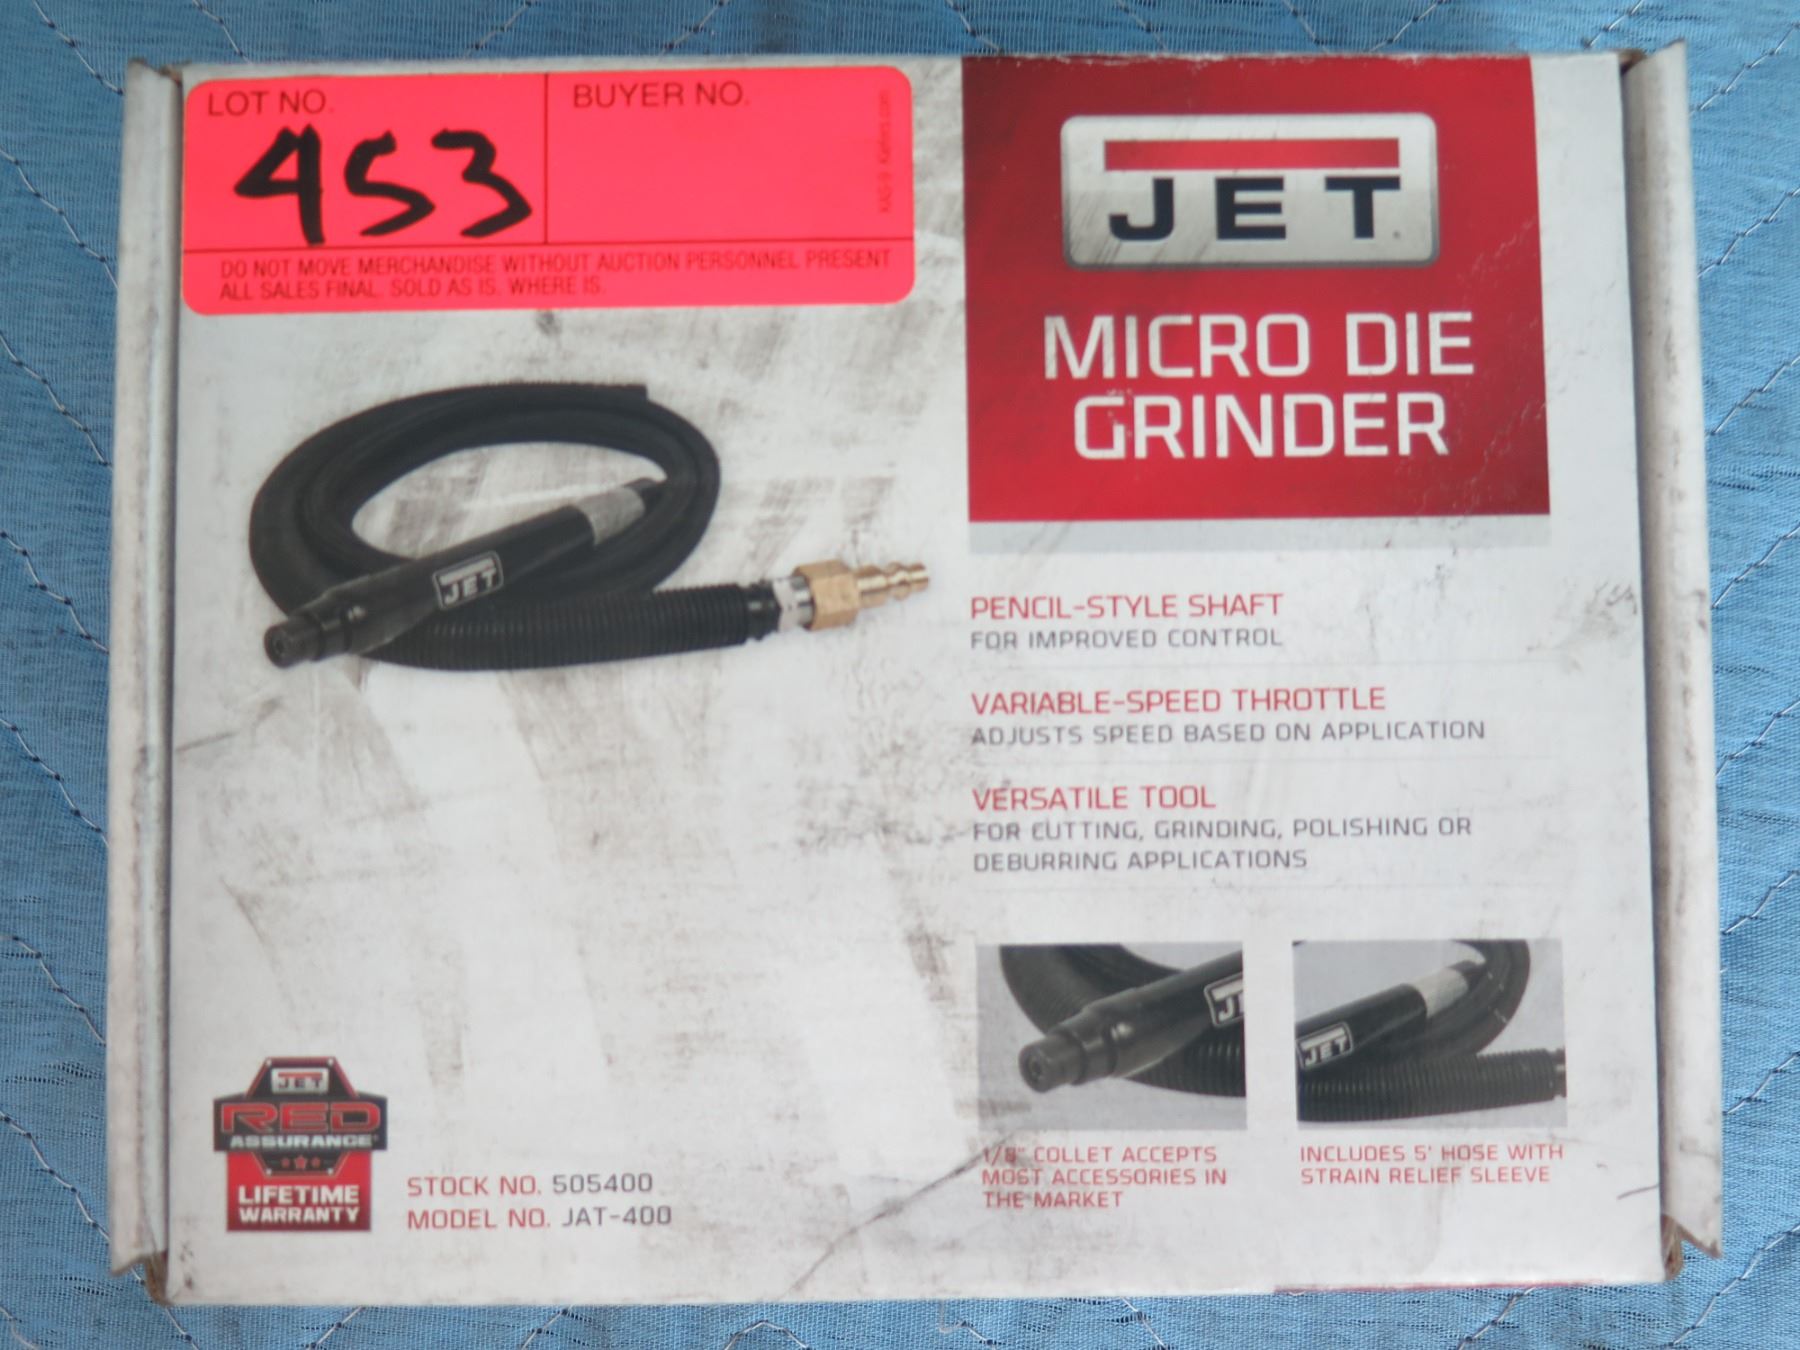 LOT NO.
453
BUYER NO.
DO NOT MOVE MERCHANDISE WITHOUT AUCTION PERSONNEL PRESENT
ALL SALES FINAL. SOLD AS IS. WHERE IS.
JET
MICRO DIE
GRINDER
JET
PENCIL-STYLE SHAFT
FOR IMPROVED CONTROL
VARIABLE-SPEED THROTTLE
ADJUSTS SPEED BASED ON APPLICATION
VERSATILE TOOL
FOR CUTTING, GRINDING, POLISHING OR
DEBURRING APPLICATIONS
JET
1/8" COLLET ACCEPTS
MOST ACCESSORIES IN
THE MARKET
INCLUDES 5' HOSE WITH
STRAIN RELIEF SLEEVE
JET
RED
ASSURANCE
LIFETIME
WARRANTY
STOCK NO. 505400
MODEL NO. JAT-400